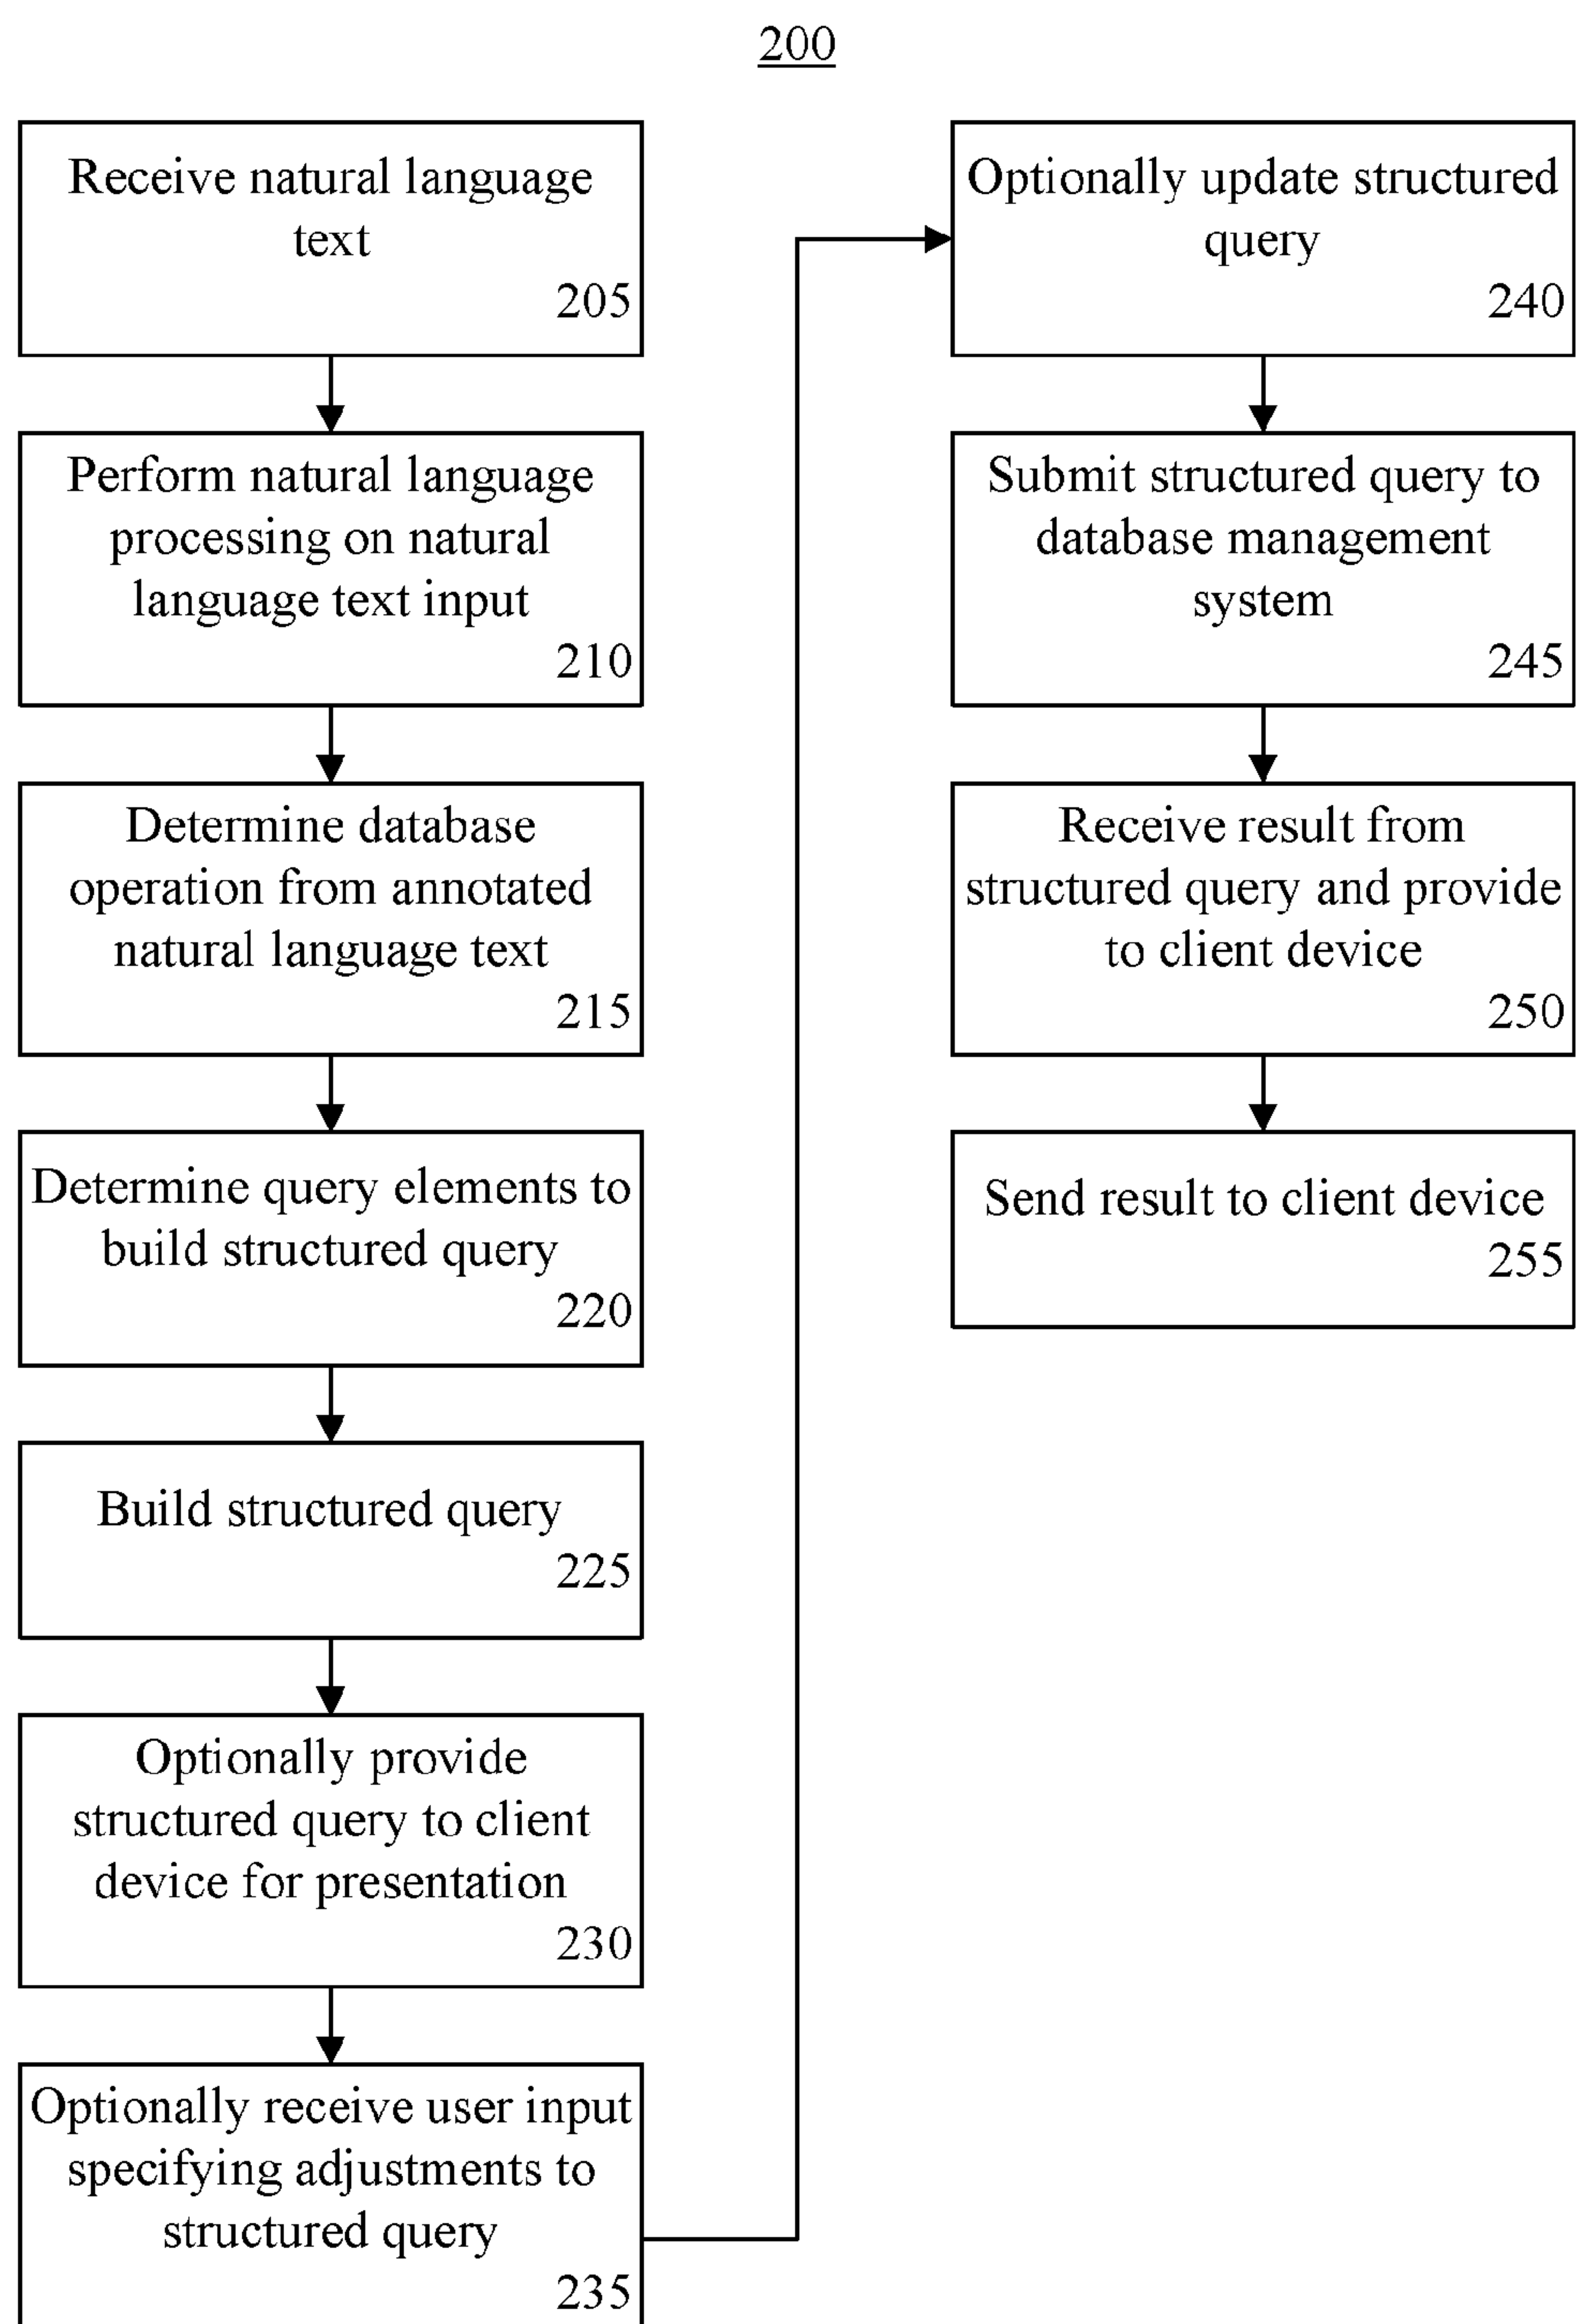 200
Receive natural language
text
205
Perform natural language
processing on natural
language text input
210
Determine database
operation from annotated
natural language text
215
Determine query elements to
build structured query
220
Build structured query
225
Optionally provide
structured query to client
device for presentation
230
Optionally receive user input
specifying adjustments to
structured query
235
Optionally update structured
query
240
Submit structured query to
database management
system
245
Receive result from
structured query and provide
to client device
250
Send result to client device
255